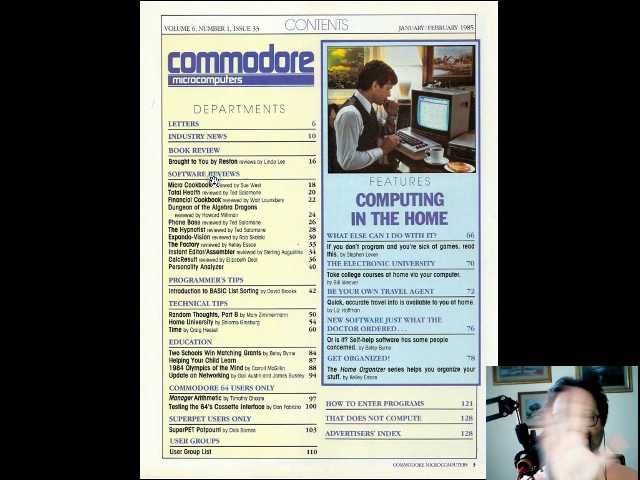 VOLUME 6, NUMBER 1, ISSUE 33
CONTENTS
JANUARY/FEBRUARY 1985
commodore
microcomputers
DEPARTMENTS
LETTERS 6
INDUSTRY NEWS 10
BOOK REVIEW
Brought to You by Reston reviews by Linda Lee 16
SOFTWARE REVIEWS
Micro Cookbook reviewed by Sue West 18
Total Health reviewed by Ted Salamone 20
Financial Cookbook reviewed by Walt Lounsbery 22
Dungeon of the Algebra Dragons
reviewed by Howard Millman 24
Phone Boss reviewed by Ted Salamone 26
The Hypnotist reviewed by Ted Salamone 28
Expando-Vision reviewed by Rob Skelski 30
The Factory reviewed by Kelley Essoe 33
Instant Editor/Assembler reviewed by Sterling Augustine 34
CalcResult reviewed by Elizabeth Deal 36
Personality Analyzer 40
PROGRAMMER'S TIPS
Introduction to BASIC List Sorting by David Brooks 42
TECHNICAL TIPS
Random Thoughts, Part 8 by Mary Zimmermann 50
Home University by Shloma Ginsburg 54
Time by Craig Hessel 60
EDUCATION
Two Schools Win Matching Grants by Betsy Byrne 84
Helping Your Child Learn 87
1984 Olympics of the Mind by Carroll McGillin 88
Update on Networking by Gail Austin and James Sussey 94
COMMODORE 64 USERS ONLY
Manager Arithmetic by Timothy Choate 97
Testing the 64's Cassette Interface by Dan Fabrizio 100
SUPERPET USERS ONLY
SuperPET Potpourri by Dick Barnes 103
USER GROUPS
User Group List 110
FEATURES
COMPUTING
IN THE HOME
WHAT ELSE CAN I DO WITH IT? 66
If you don't program and you're sick of games, read
this. by Stephen Leven
THE ELECTRONIC UNIVERSITY 70
Take college courses at home via your computer.
by Bill Weaver
BE YOUR OWN TRAVEL AGENT 72
Quick, accurate travel info is available to you at home.
by Liz Hoffman
NEW SOFTWARE JUST WHAT THE
DOCTOR ORDERED . . . 76
Or is it? Self-help software has some people
concerned. by Betsy Byrne
GET ORGANIZED! 78
The Home Organizer series helps you organize your
stuff. by Kelley Essoe
HOW TO ENTER PROGRAMS 121
THAT DOES NOT COMPUTE 128
ADVERTISERS' INDEX 128
COMMODORE MICROCOMPUTERS 3